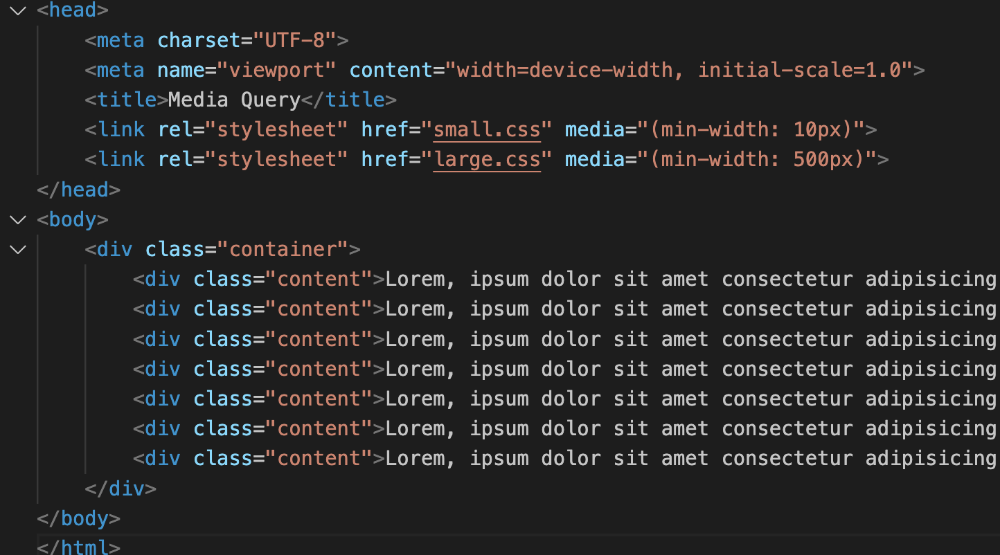 <head>
<meta charset="UTF-8">
<meta name="viewport" content="width=device-width, initial-scale=1.0">
<title>Media Query</title>
<link rel="stylesheet" href="small.css" media="(min-width: 10px)">
<link rel="stylesheet" href="large.css" media="(min-width: 500px)">
</head>
<body>
<div class="container">
<div class="content">Lorem, ipsum dolor sit amet consectetur adipisicing
<div class="content">Lorem, ipsum dolor sit amet consectetur adipisicing
<div class="content">Lorem, ipsum dolor sit amet consectetur adipisicing
<div class="content">Lorem, ipsum dolor sit amet consectetur adipisicing
<div class="content">Lorem, ipsum dolor sit amet consectetur adipisicing
<div class="content">Lorem, ipsum dolor sit amet consectetur adipisicing
<div class="content">Lorem, ipsum dolor sit amet consectetur adipisicing
</div>
</body>
</html>